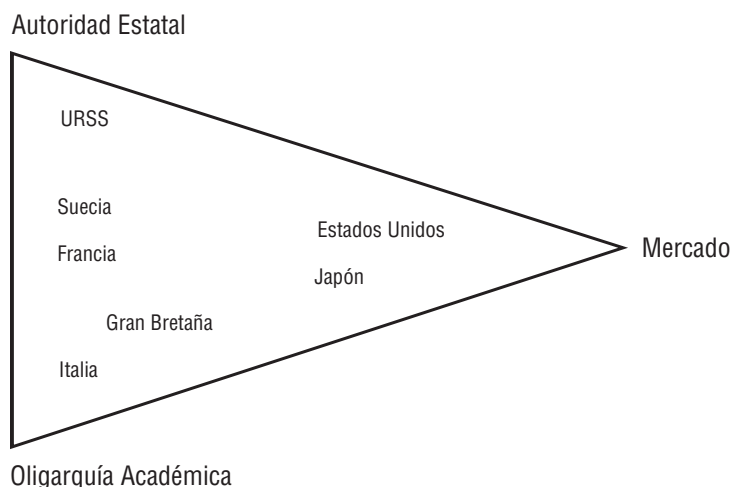 Autoridad Estatal
URSS
Suecia
Estados Unidos
Francia
Mercado
Japón
Gran Bretaña
Italia
Oligarquía Académica